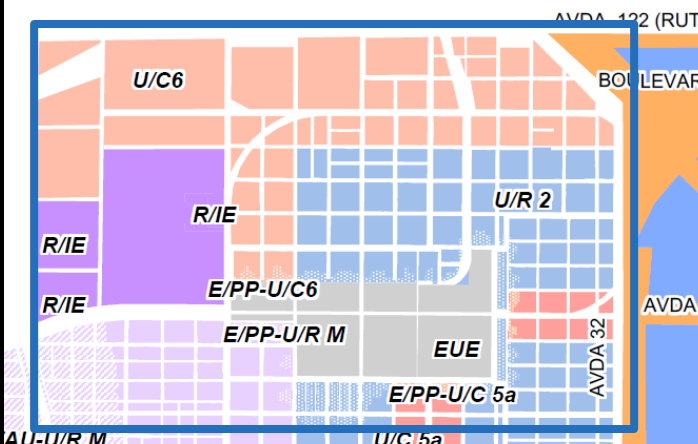 AVDA. 122 (RUT
BOULEVAR
U/C6
U/R 2
R/IE
R/IE
R/IE
E/PP-U/C6
AVDA
E/PP-U/R M
EUE
AVDA 32
E/PP-U/C 5a
AU-U/R M
U/C 5a